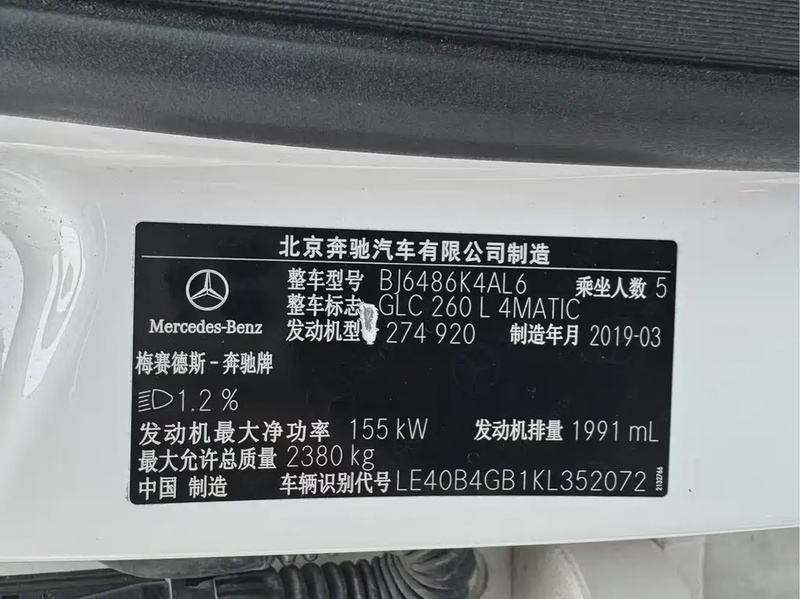 北京奔驰汽车有限公司制造
整车型号 BJ6486K4AL6 乘坐人数 5
整车标志 GLC 260 L 4MATIC
Mercedes-Benz
发动机型 274 920 制造年月 2019-03
梅赛德斯-奔驰牌
1.2 %
发动机最大净功率 155 kW 发动机排量 1991 mL
最大允许总质量 2380 kg
中国 制造 车辆识别代号 LE40B4GB1KL352072
2132766